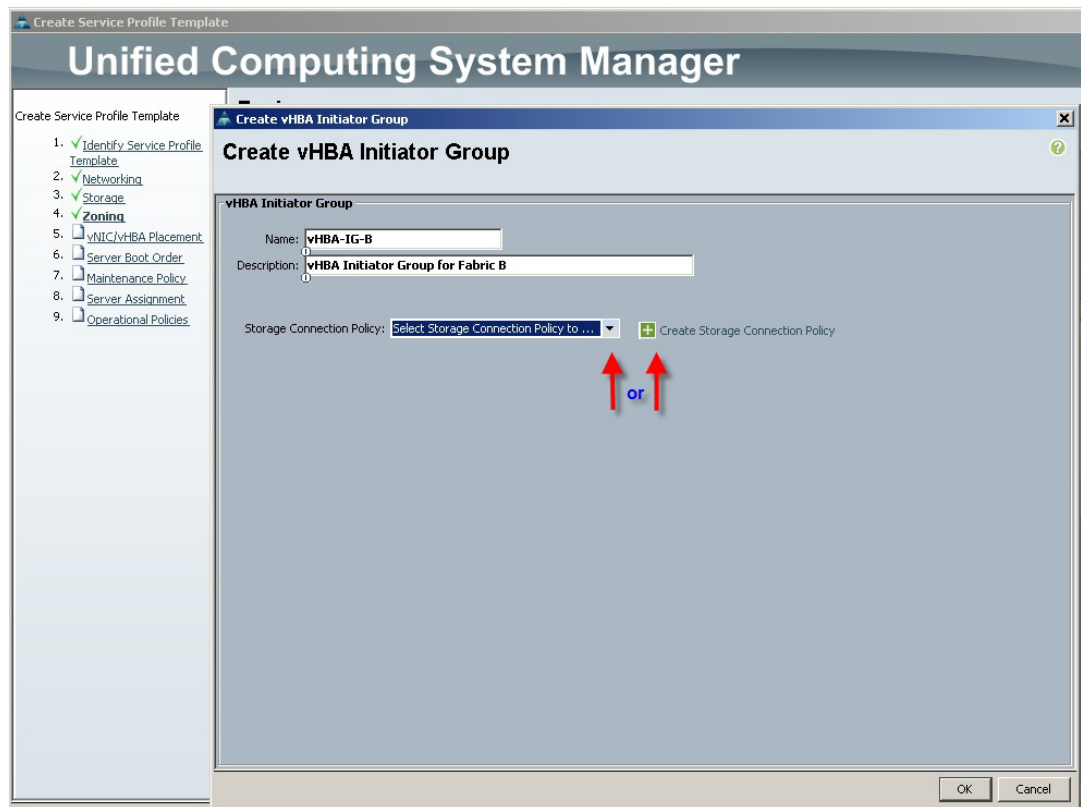 Create Service Profile Template
Unified Computing System Manager
Create Service Profile Template
1. Identify Service Profile
Template
2. Networking
3. Storage
4. Zoning
5. vNIC/vHBA Placement
6. Server Boot Order
7. Maintenance Policy
8. Server Assignment
9. Operational Policies
Create vHBA Initiator Group
Create vHBA Initiator Group
vHBA Initiator Group
Name: vHBA-IG-B
Description: vHBA Initiator Group for Fabric B
Storage Connection Policy: Select Storage Connection Policy to ... Create Storage Connection Policy
or
OK Cancel